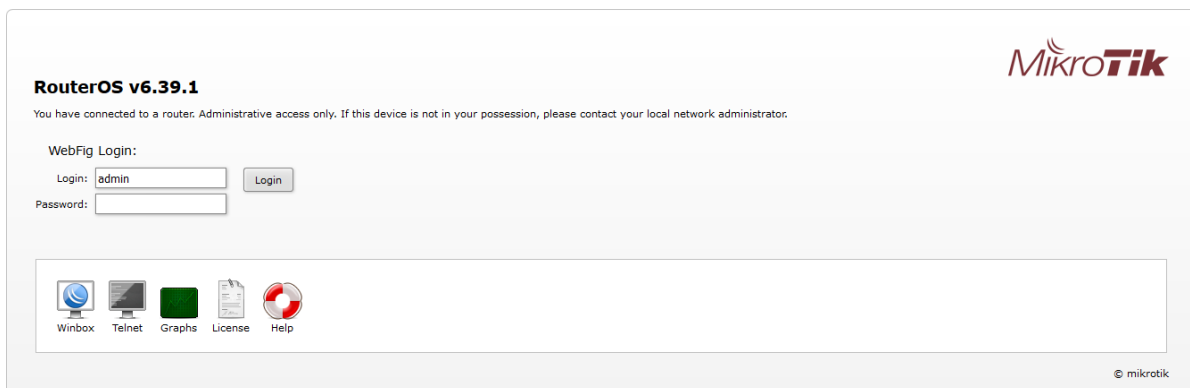 MikroTik
RouterOS v6.39.1
You have connected to a router. Administrative access only. If this device is not in your possession, please contact your local network administrator.
WebFig Login:
Login: admin Login
Password:
Winbox Telnet Graphs License Help
© mikrotik